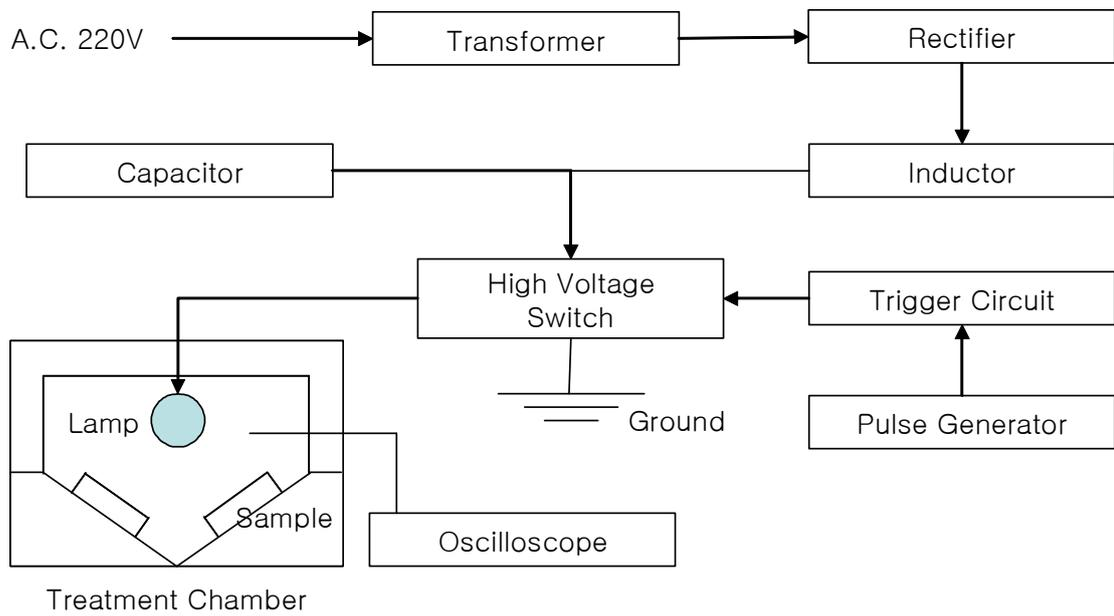 A.C. 220V
Transformer
Rectifier
Capacitor
Inductor
High Voltage
Switch
Trigger Circuit
Lamp
Ground
Pulse Generator
Sample
Oscilloscope
Treatment Chamber